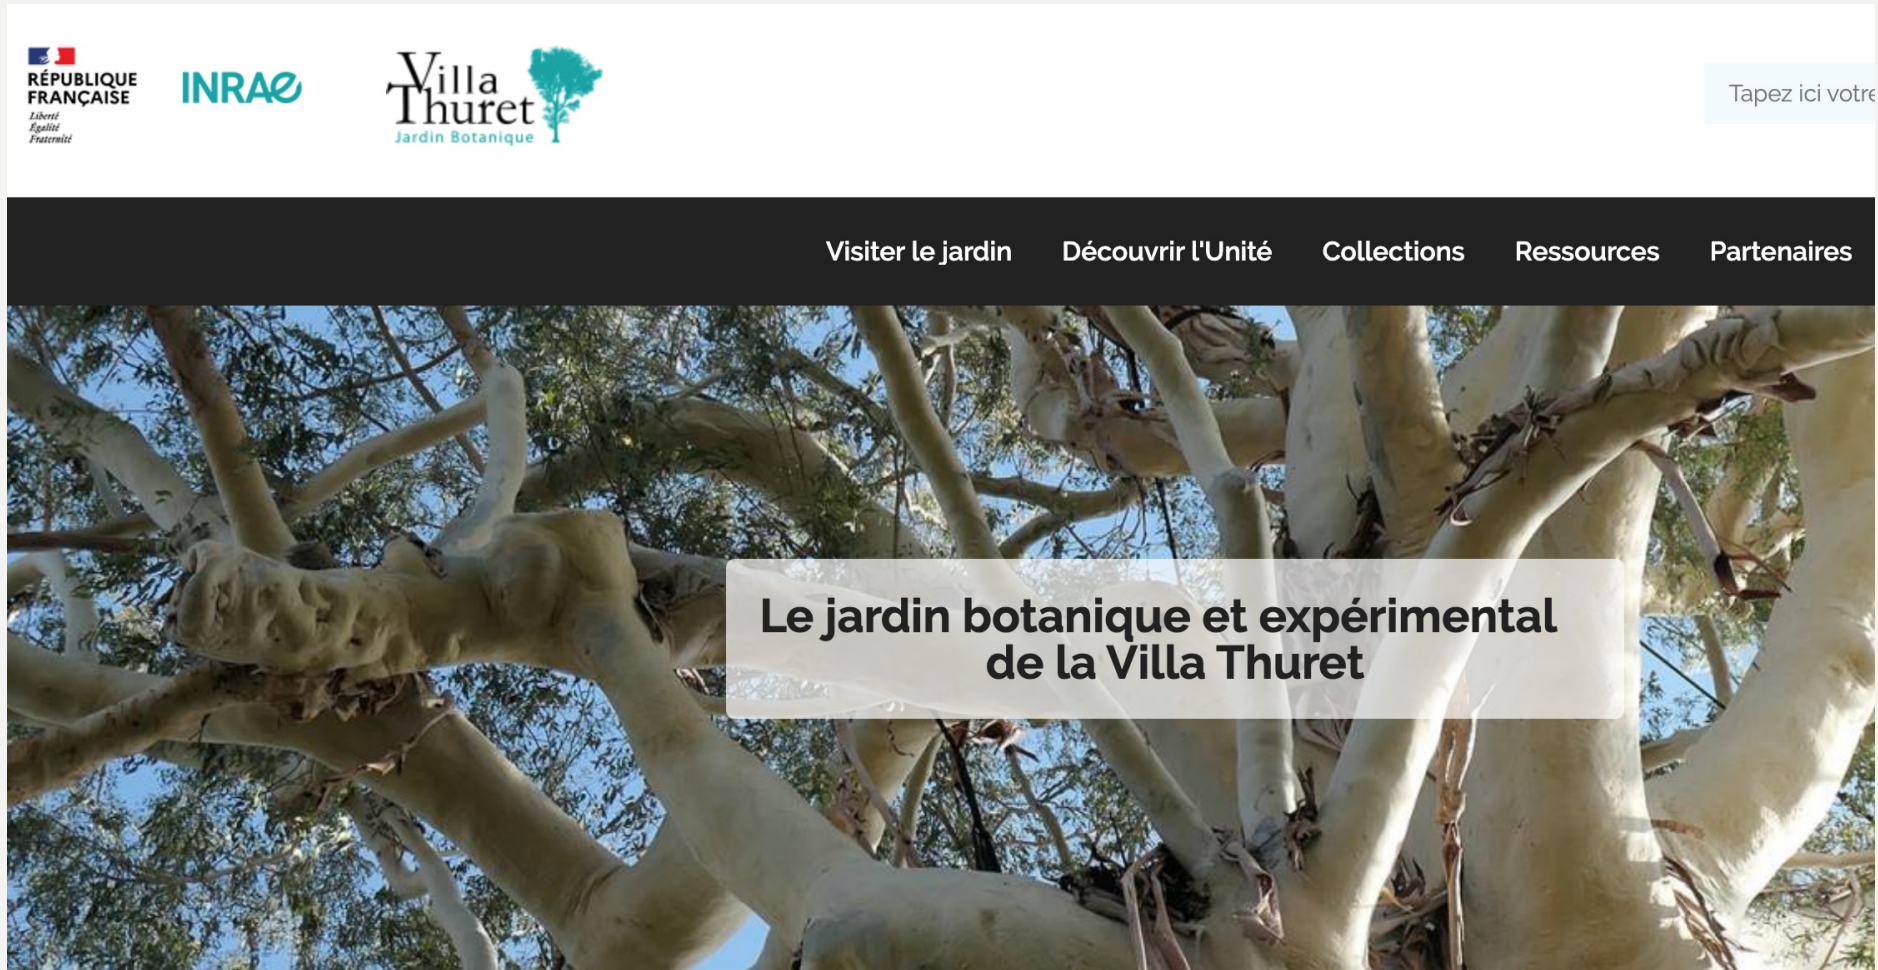 RÉPUBLIQUE
FRANÇAISE
Liberté
Égalité
Fraternité
INRAE
Villa
Thuret
Jardin Botanique
Tapez ici votre
Visiter le jardin
Découvrir l'Unité
Collections
Ressources
Partenaires
Le jardin botanique et expérimental
de la Villa Thuret